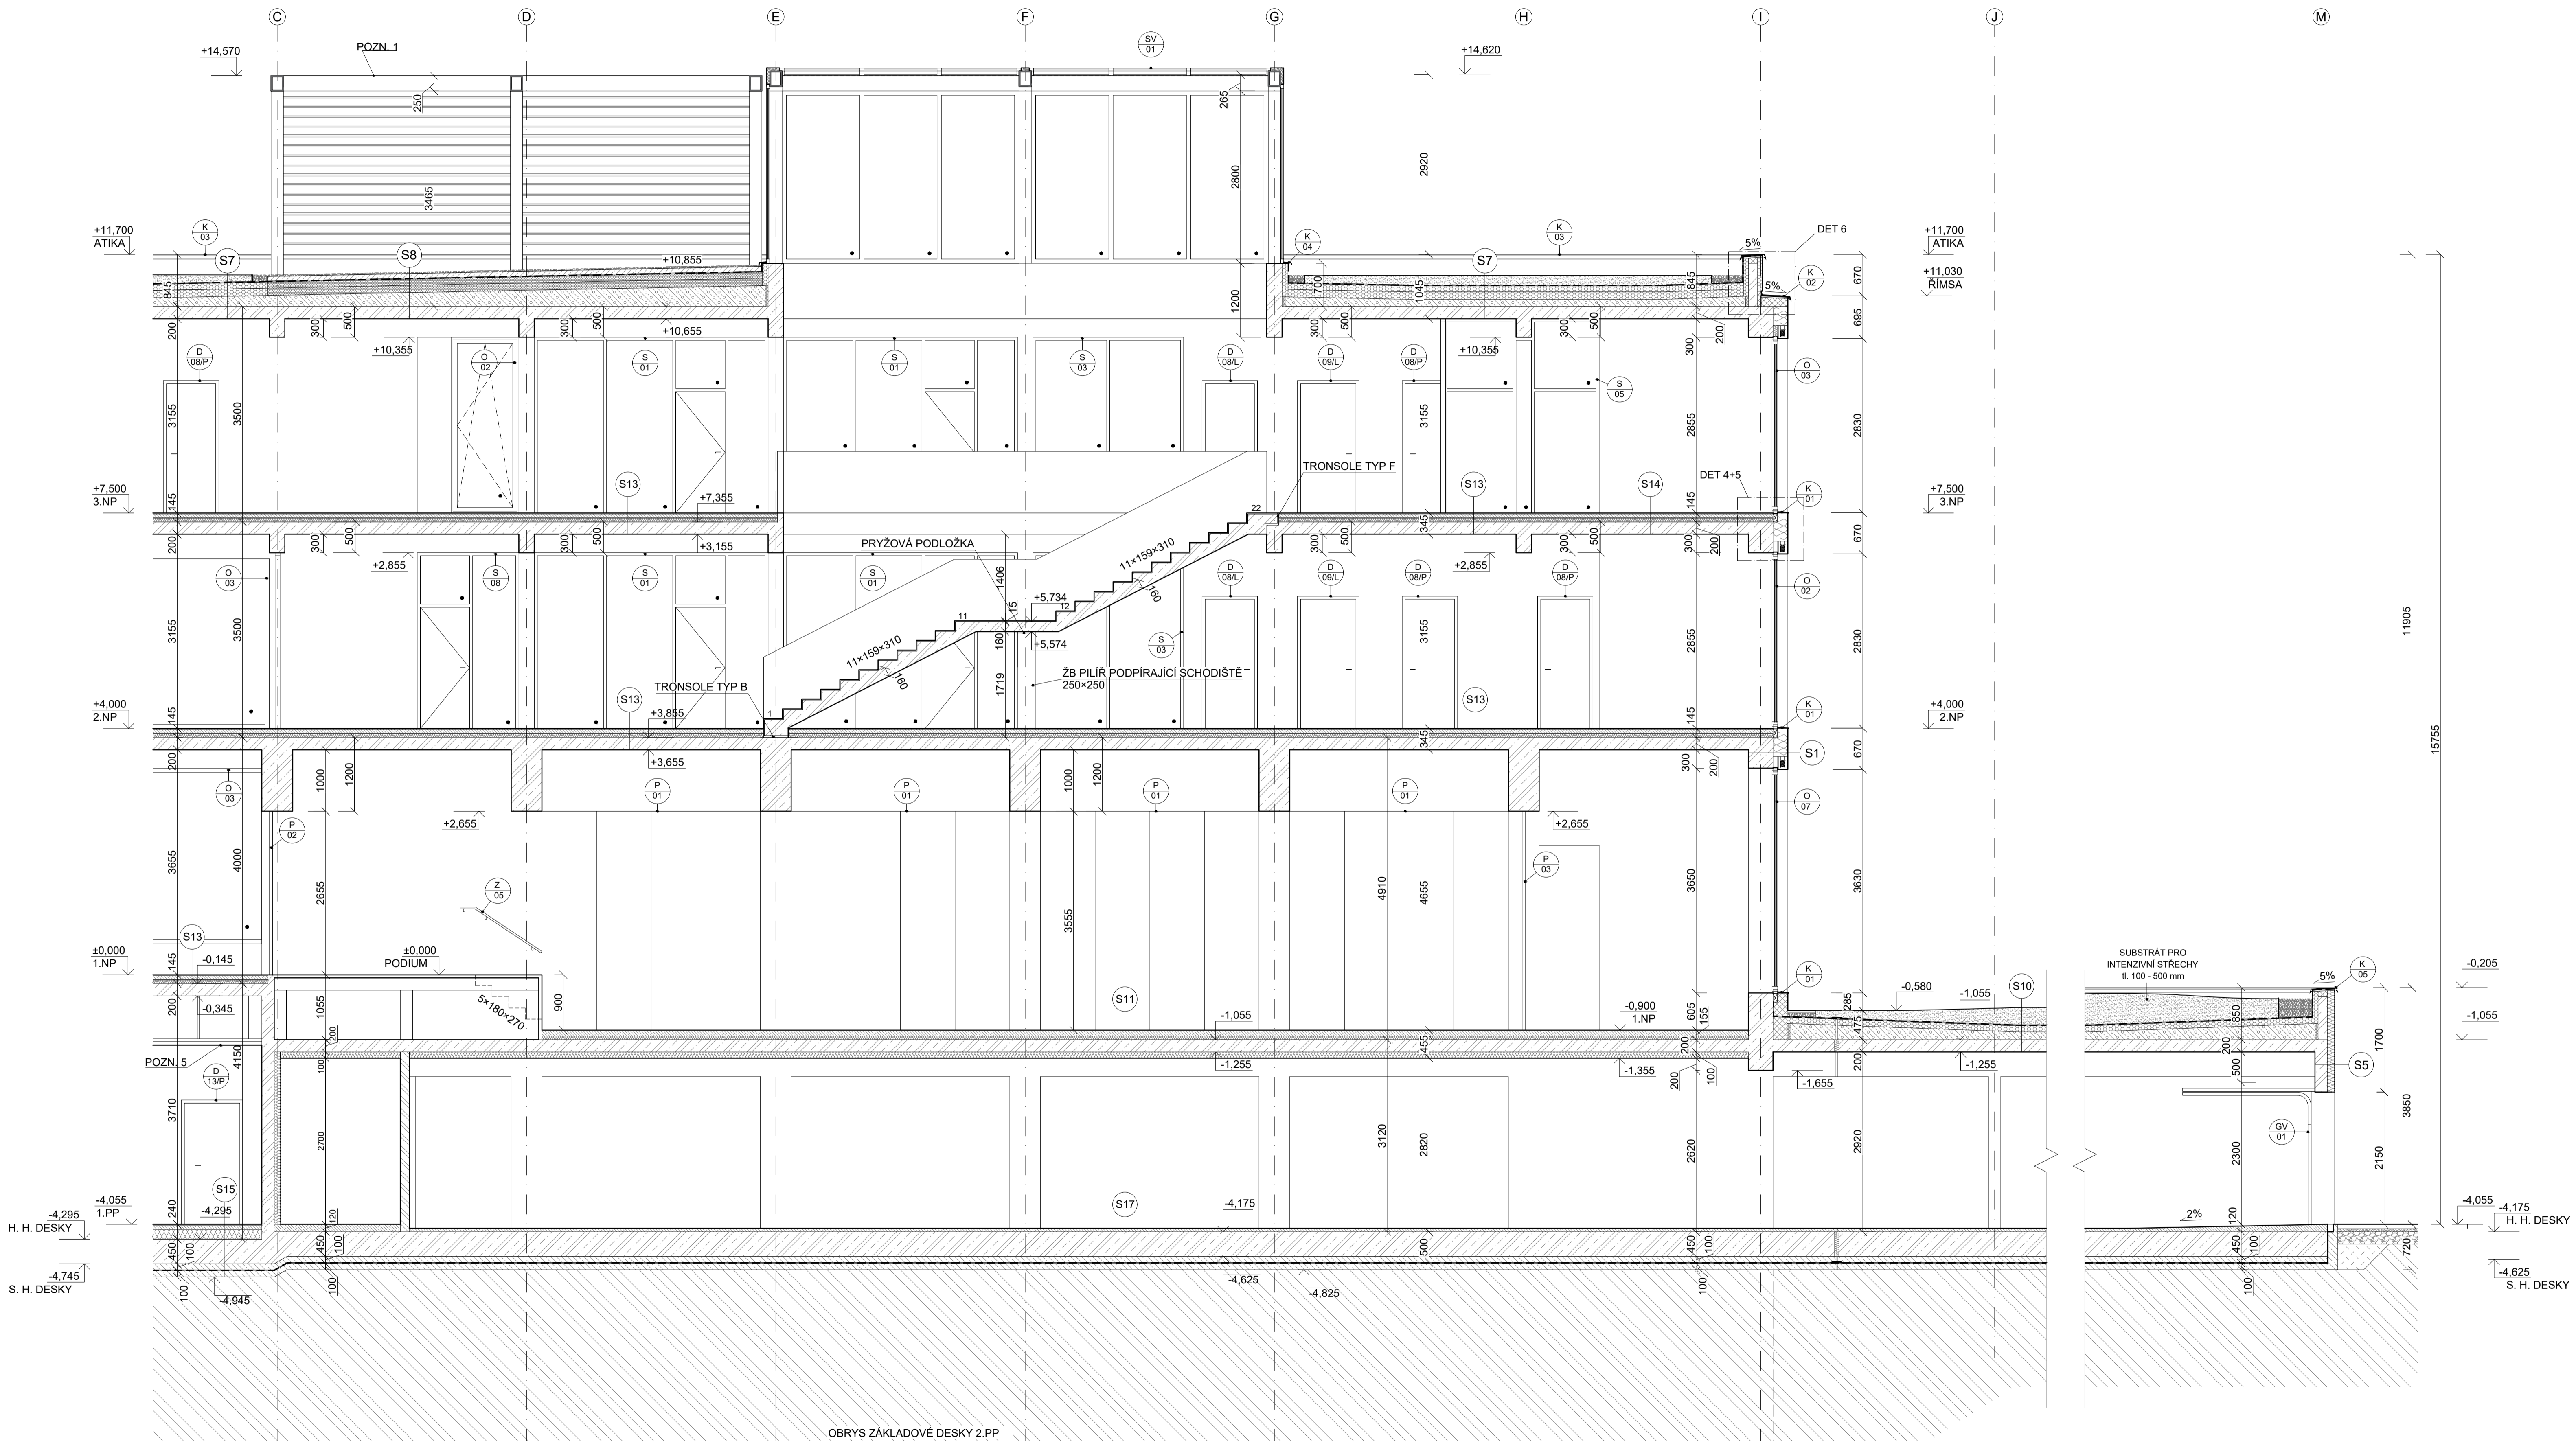 C
D
E
F
G
H
I
J
M
+14,570
POZN. 1
SV
01
+14,620
250
265
3465
2800
2920
+11,700
ATIKA
K
03
S7
S8
+10,855
K
04
K
03
S7
5%
DET 6
K
02
5%
+11,700
ATIKA
+11,030
ŘÍMSA
845
700
1045
845
670
1200
695
200
300
500
300
500
+10,655
300
500
300
500
300
200
+10,355
+10,355
D
08/P
O
02
S
01
S
01
S
03
D
08/L
D
09/L
D
08/P
S
05
O
03
3155
3500
3155
2855
2830
TRONSOLE TYP F
DET 4+5
+7,500
3.NP
145
S13
+7,355
22
S13
S14
145
K
01
+7,500
3.NP
345
200
300
500
300
500
+3,155
PRYŽOVÁ PODLOŽKA
300
500
300
500
300
200
670
+2,855
+2,855
O
03
S
08
S
01
S
01
1406
11×159×310
160
D
08/L
D
09/L
D
08/P
D
08/P
O
02
15
+5,734
11
12
3155
3500
11×159×310
160
160
+5,574
S
03
3155
2855
2830
1719
ŽB PILÍŘ PODPÍRAJÍCÍ SCHODIŠTĚ
250×250
TRONSOLE TYP B
+4,000
2.NP
145
S13
+3,855
1
S13
145
K
01
+4,000
2.NP
345
200
+3,655
300
200
S1
670
1000
1200
1000
1200
O
03
P
01
P
01
P
01
P
01
O
07
+2,655
+2,655
P
02
P
03
3655
4000
2655
Z
05
3555
4910
4655
3650
3630
11905
15755
S13
±0,000
1.NP
145
-0,145
±0,000
PODIUM
K
01
SUBSTRÁT PRO
INTENZIVNÍ STŘECHY
tl. 100 - 500 mm
5%
K
05
-0,205
200
-0,345
1055
5×180×270
900
S11
-1,055
-0,900
1.NP
605
155
285
475
-0,580
-1,055
S10
850
-1,055
POZN. 5
4150
200
100
455
-1,255
-1,355
200
100
200
200
-1,655
-1,255
200
500
1700
S5
D
13/P
3710
2700
3120
2820
2620
2920
GV
01
2300
2150
3850
S15
S17
-4,295
H. H. DESKY
-4,055
1.PP
240
-4,295
120
-4,175
2%
120
-4,055
-4,175
H. H. DESKY
450
100
450
100
500
450
100
450
100
720
-4,745
S. H. DESKY
100
-4,945
100
-4,625
-4,825
100
100
-4,625
S. H. DESKY
OBRYS ZÁKLADOVÉ DESKY 2.PP